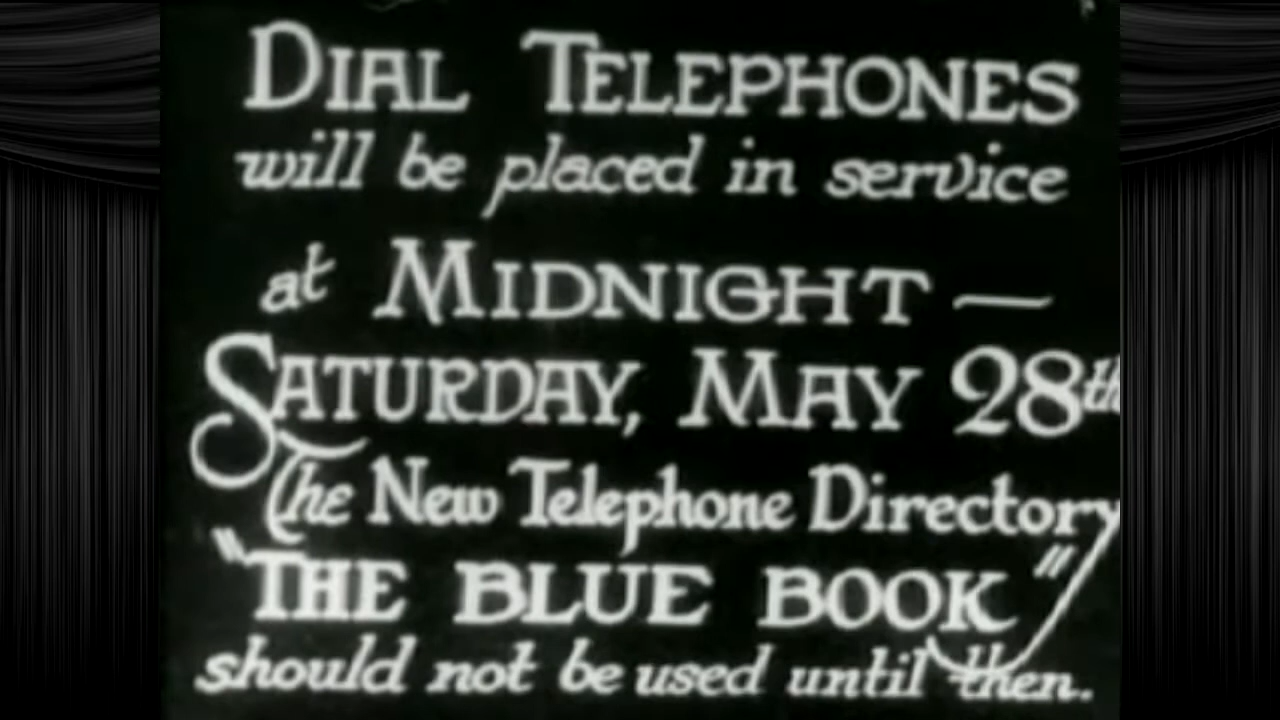 DIAL TELEPHONES
will be placed in service
at MIDNIGHT —
SATURDAY, MAY 28th
The New Telephone Directory
"THE BLUE BOOK"
should not be used until then.